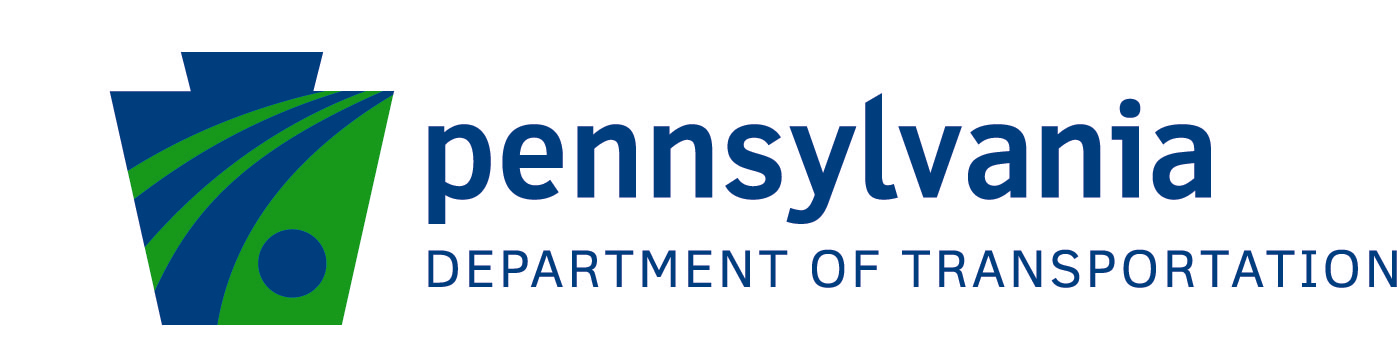 pennsylvania
DEPARTMENT OF TRANSPORTATION